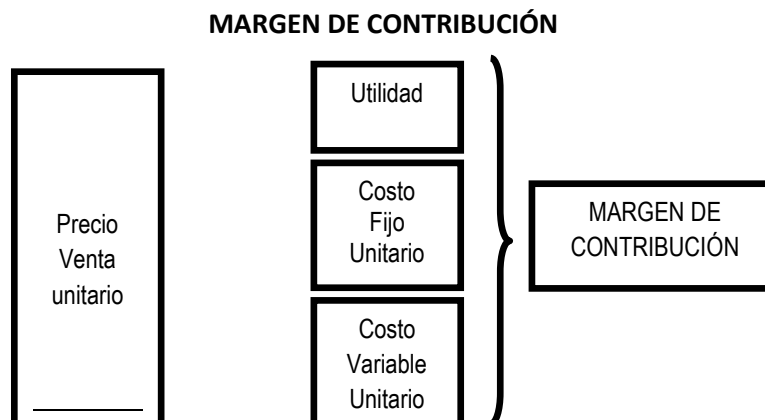 MARGEN DE CONTRIBUCIÓN
Precio
Venta
unitario
Utilidad
Costo
Fijo
Unitario
Costo
Variable
Unitario
MARGEN DE
CONTRIBUCIÓN